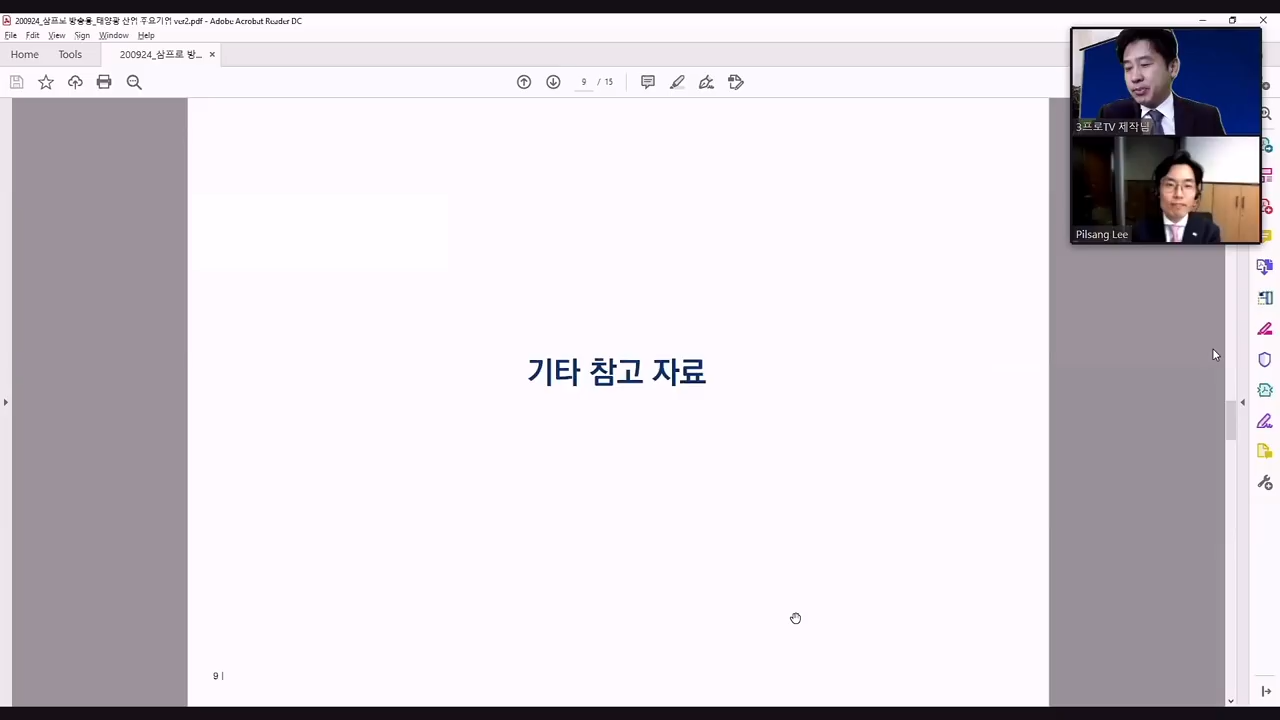 200924_삼프로 방송용_태양광 산업 주요기업 ver2.pdf - Adobe Acrobat Reader DC
File Edit View Sign Window Help
Home Tools 200924_삼프로 방... ×
9 / 15
3프로TV 제작팀
Pilsang Lee
기타 참고 자료
9 |